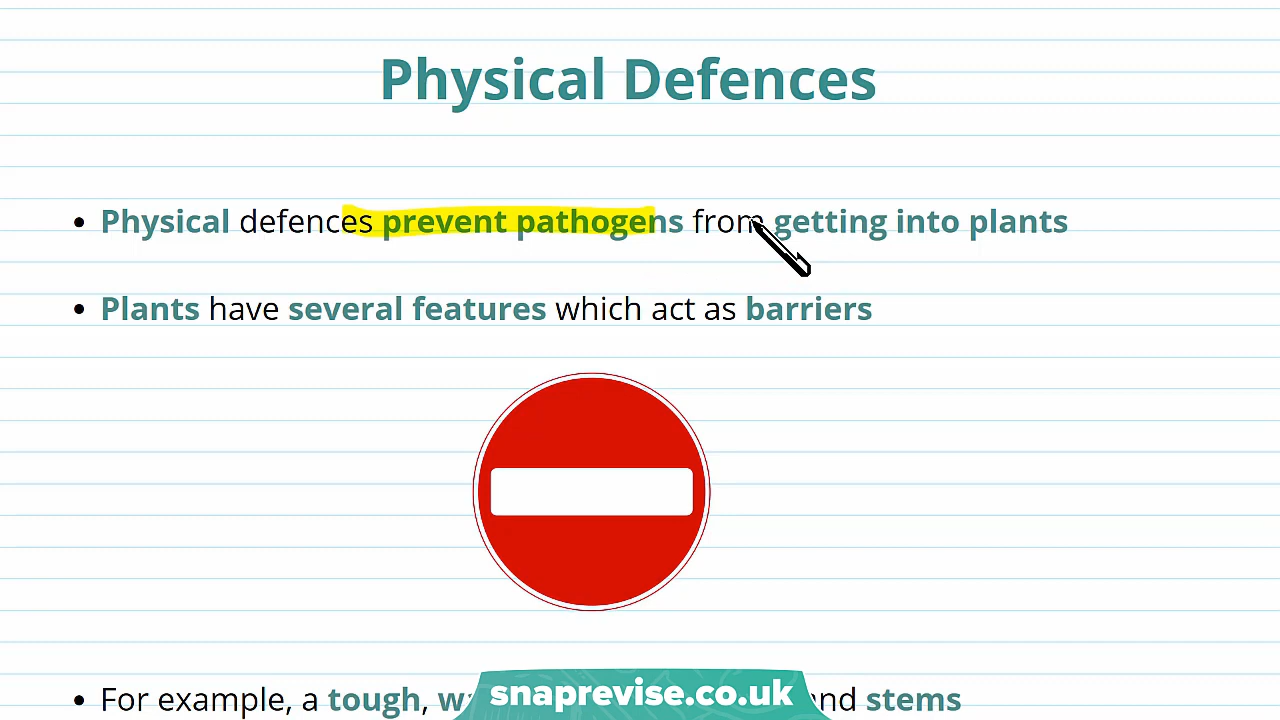 Physical Defences
• Physical defences prevent pathogens from getting into plants
• Plants have several features which act as barriers
• For example, a tough, and stems
snaprevise.co.uk